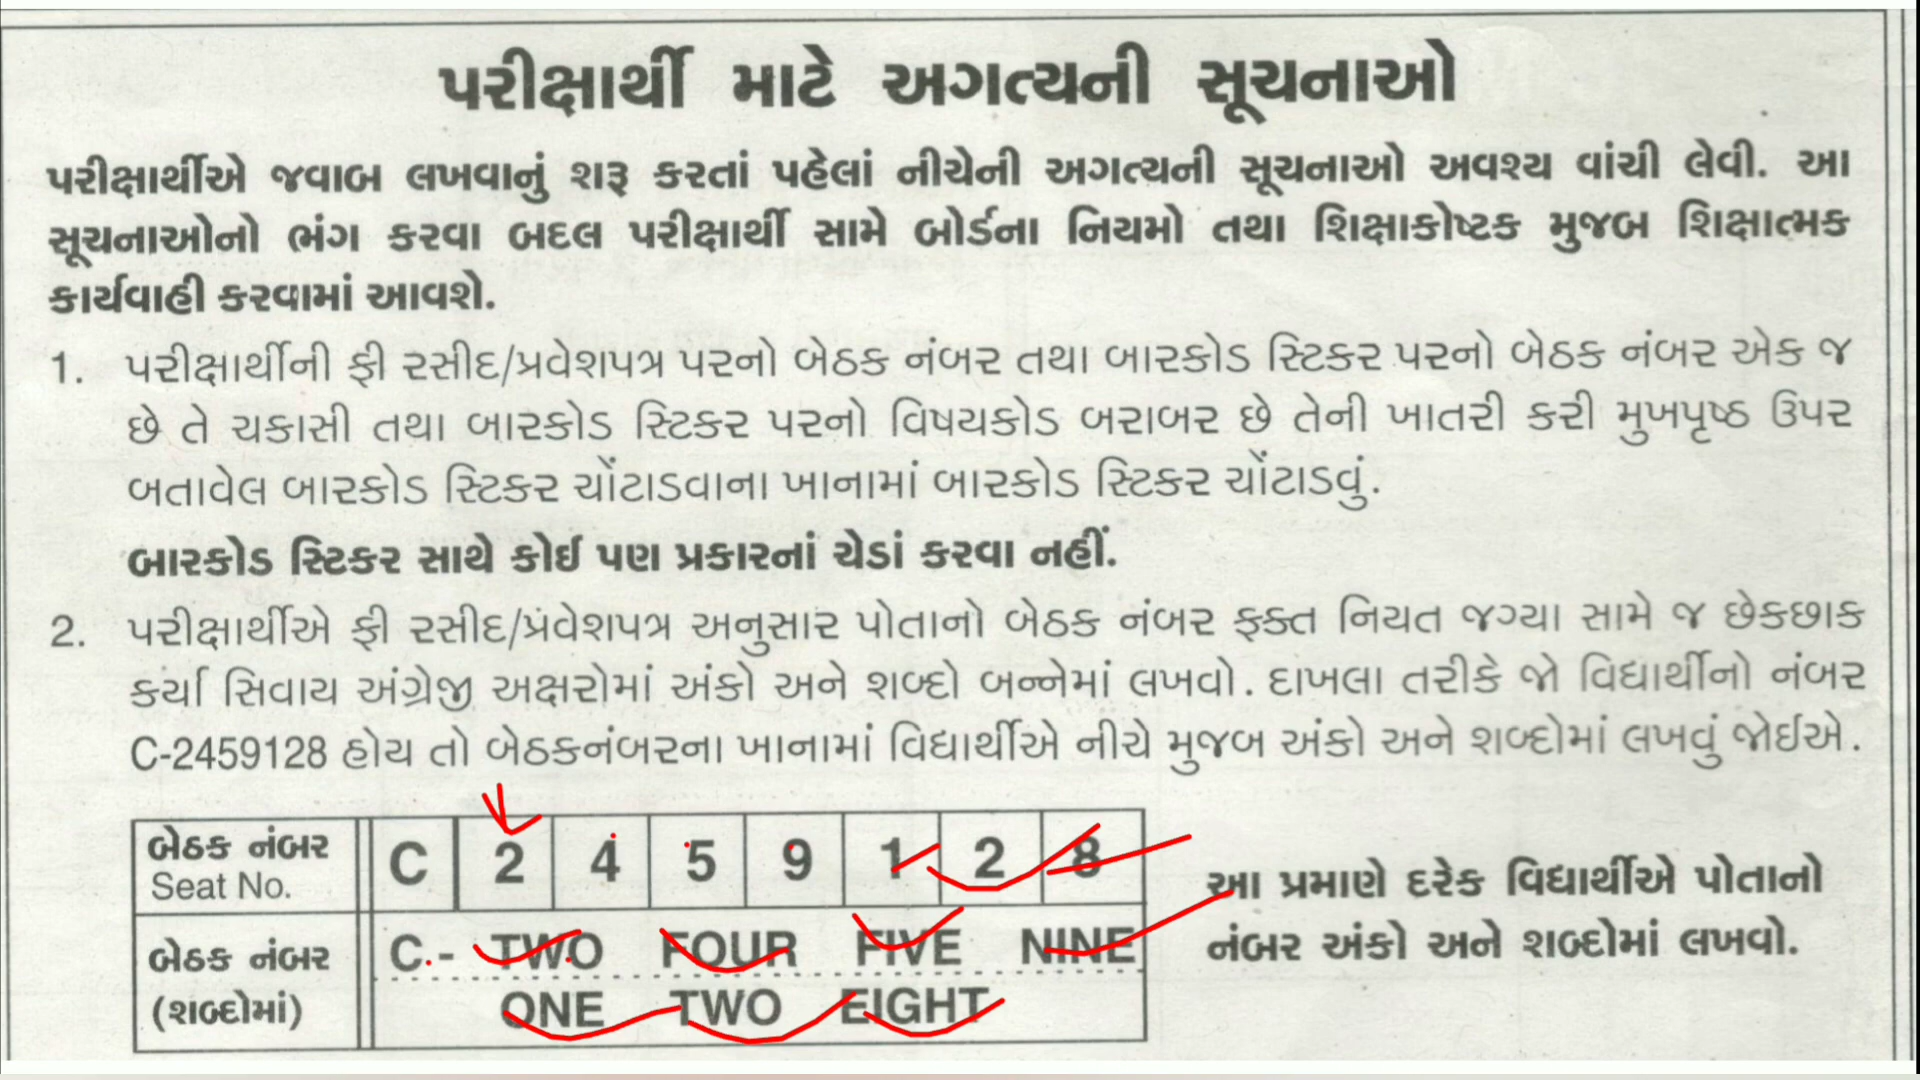 પરીક્ષાર્થી માટે અગત્યની સૂચનાઓ
પરીક્ષાર્થીએ જવાબ લખવાનું શરૂ કરતાં પહેલાં નીચેની અગત્યની સૂચનાઓ અવશ્ય વાંચી લેવી. આ
સૂચનાઓનો ભંગ કરવા બદલ પરીક્ષાર્થી સામે બોર્ડના નિયમો તથા શિક્ષાકોષ્ટક મુજબ શિક્ષાત્મક
કાર્યવાહી કરવામાં આવશે.
1. પરીક્ષાર્થીની ફી રસીદ/પ્રવેશપત્ર પરનો બેઠક નંબર તથા બારકોડ સ્ટિકર પરનો બેઠક નંબર એક જ
છે તે ચકાસી તથા બારકોડ સ્ટિકર પરનો વિષયકોડ બરાબર છે તેની ખાતરી કરી મુખપૃષ્ઠ ઉપર
બતાવેલ બારકોડ સ્ટિકર ચોંટાડવાના ખાનામાં બારકોડ સ્ટિકર ચોંટાડવું.
બારકોડ સ્ટિકર સાથે કોઈ પણ પ્રકારનાં ચેડાં કરવા નહીં.
2. પરીક્ષાર્થીએ ફી રસીદ/પ્રવેશપત્ર અનુસાર પોતાનો બેઠક નંબર ફક્ત નિયત જગ્યા સામે જ છેકછાક
કર્યા સિવાય અંગ્રેજી અક્ષરોમાં અંકો અને શબ્દો બન્નેમાં લખવો. દાખલા તરીકે જો વિદ્યાર્થીનો નંબર
C-2459128 હોય તો બેઠકનંબરના ખાનામાં વિદ્યાર્થીએ નીચે મુજબ અંકો અને શબ્દોમાં લખવું જોઈએ.
બેઠક નંબર
Seat No.
C 2 4 5 9 1 2 8
બેઠક નંબર
(શબ્દોમાં)
C.- TWO FOUR FIVE NINE
ONE TWO EIGHT
આ પ્રમાણે દરેક વિદ્યાર્થીએ પોતાનો
નંબર અંકો અને શબ્દોમાં લખવો.